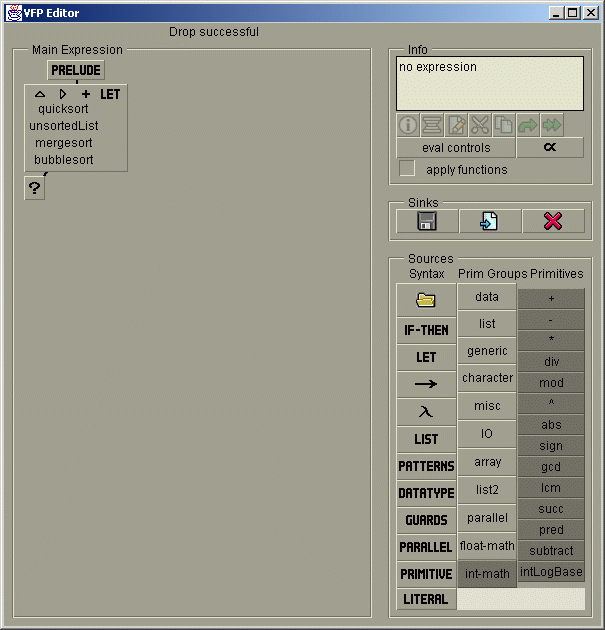 VFP Editor
Drop successful
Main Expression
PRELUDE
+ LET
quicksort
unsortedList
mergesort
bubblesort
?
Info
no expression
eval controls
α
apply functions
Sinks
Sources
Syntax
IF-THEN
LET
→
λ
LIST
PATTERNS
DATATYPE
GUARDS
PARALLEL
PRIMITIVE
LITERAL
Prim Groups
data
list
generic
character
misc
IO
array
list2
parallel
float-math
int-math
Primitives
+
-
*
div
mod
^
abs
sign
gcd
lcm
succ
pred
subtract
intLogBase